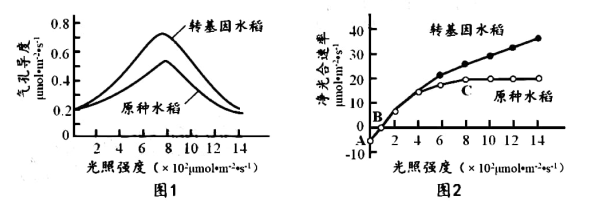 0.8
0.6
0.4
0.2
0
气孔导度
μmol•m⁻²•s⁻¹
转基因水稻
原种水稻
2 4 6 8 10 12 14
光照强度（×10²μmol•m⁻²•s⁻¹）
图1
40
30
20
10
0
-10
净光合速率
μmol•m⁻²•s⁻¹
转基因水稻
原种水稻
A
B
C
2 4 6 8 10 12 14
光照强度（×10²μmol•m⁻²•s⁻¹）
图2